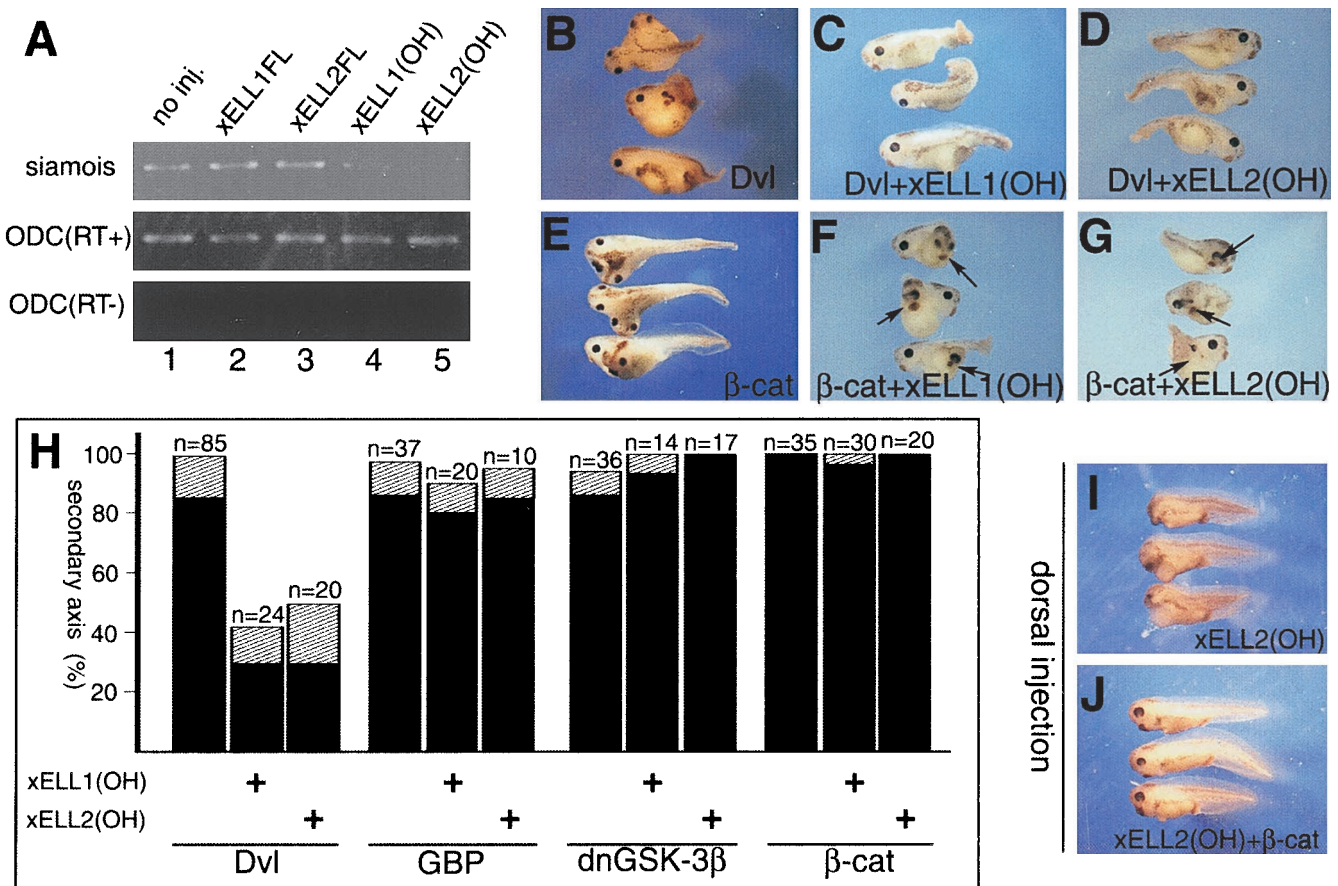 A
no inj.
xELL1FL
xELL2FL
xELL1(OH)
xELL2(OH)
siamois
ODC(RT+)
ODC(RT-)
1 2 3 4 5
B
Dvl
C
Dvl+xELL1(OH)
D
Dvl+xELL2(OH)
E
β-cat
F
β-cat+xELL1(OH)
G
β-cat+xELL2(OH)
H
secondary axis (%)
100
80
60
40
20
n=85
n=24
n=20
n=37
n=20
n=10
n=36
n=14
n=17
n=35
n=30
n=20
xELL1(OH) + + + +
xELL2(OH) + + + +
Dvl GBP dnGSK-3β β-cat
dorsal injection
I
xELL2(OH)
J
xELL2(OH)+β-cat